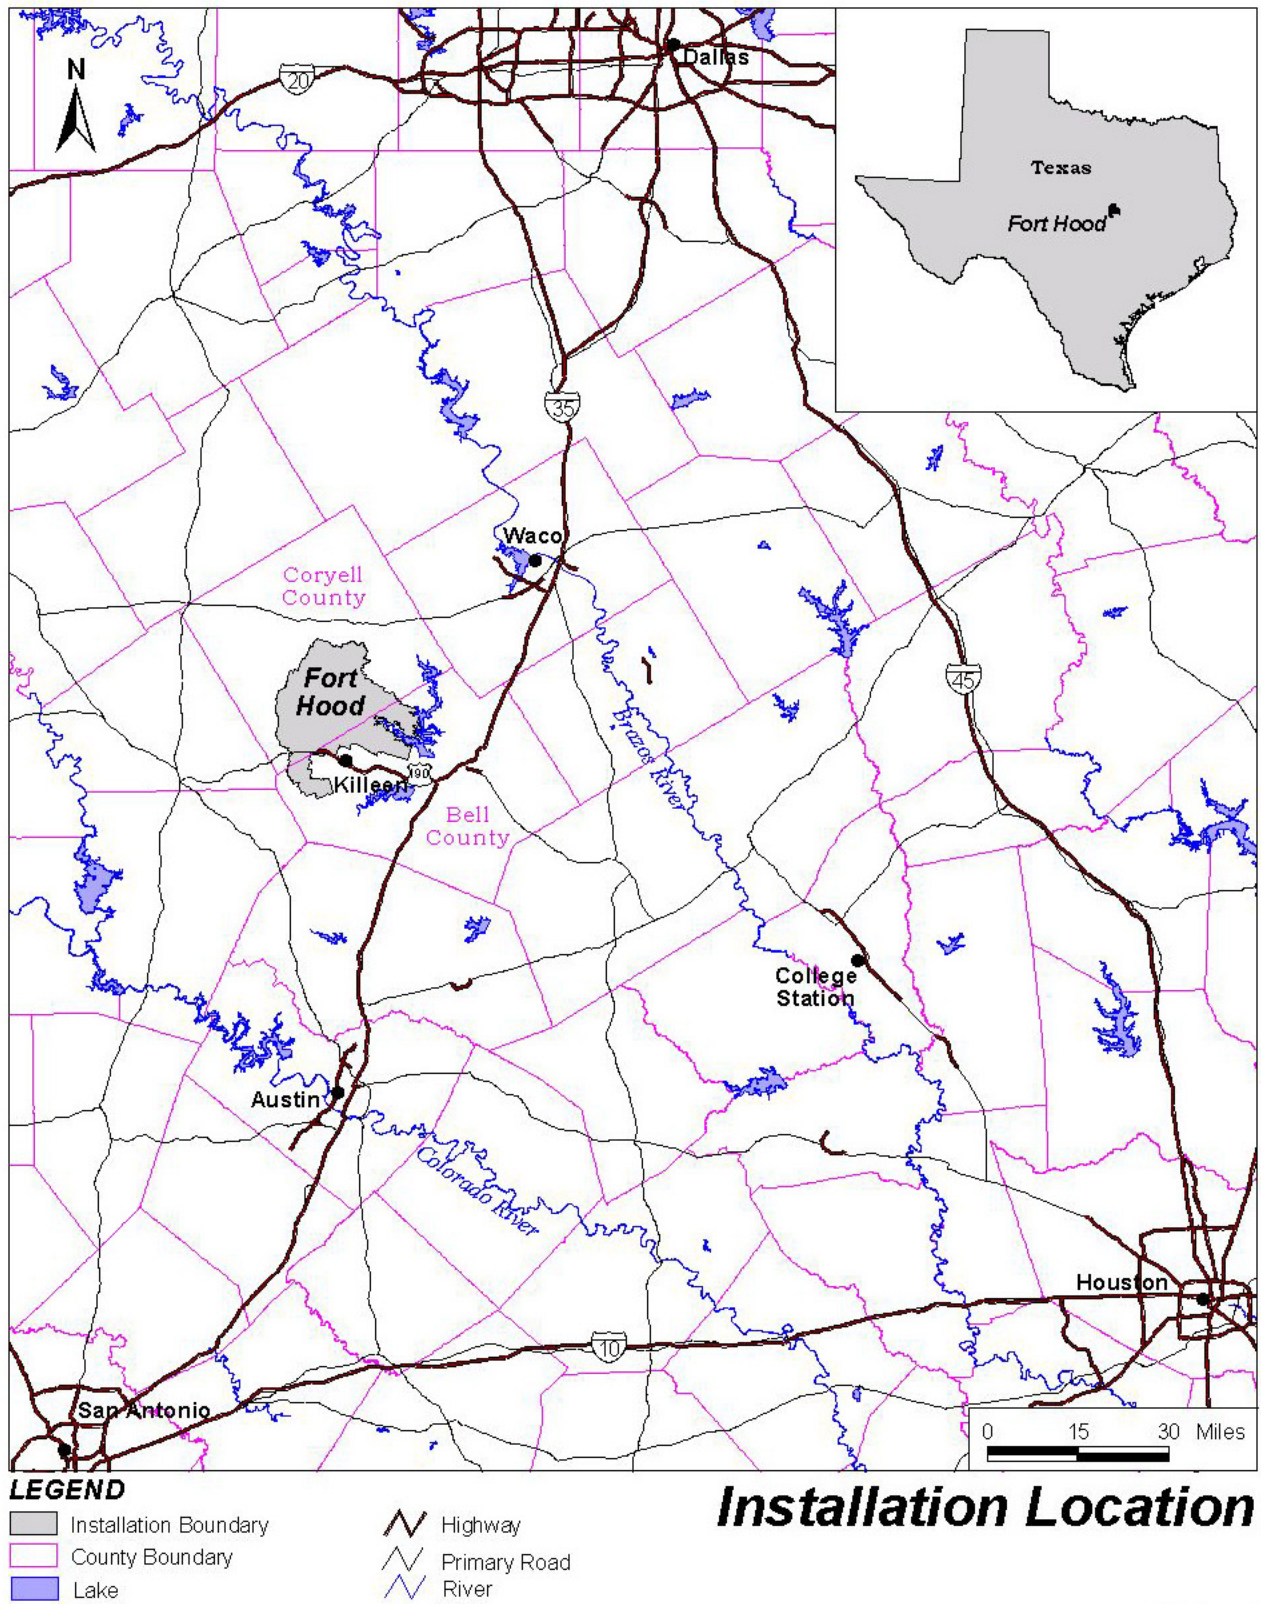 N
20
Dallas
Texas
Fort Hood
35
Waco
Coryell
County
Fort
Hood
45
Brazos River
190
Killeen
Bell
County
College
Station
Austin
Colorado River
Houston
10
San Antonio
0 15 30 Miles
LEGEND
Installation Location
Installation Boundary
Highway
County Boundary
Primary Road
Lake
River